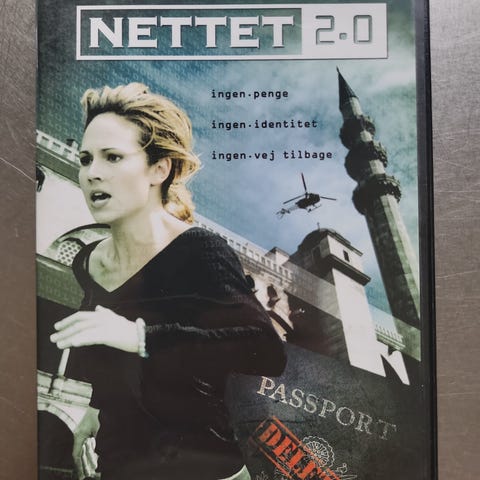 NETTET 2.0
ingen.penge
ingen.identitet
ingen.vej tilbage
PASSPORT